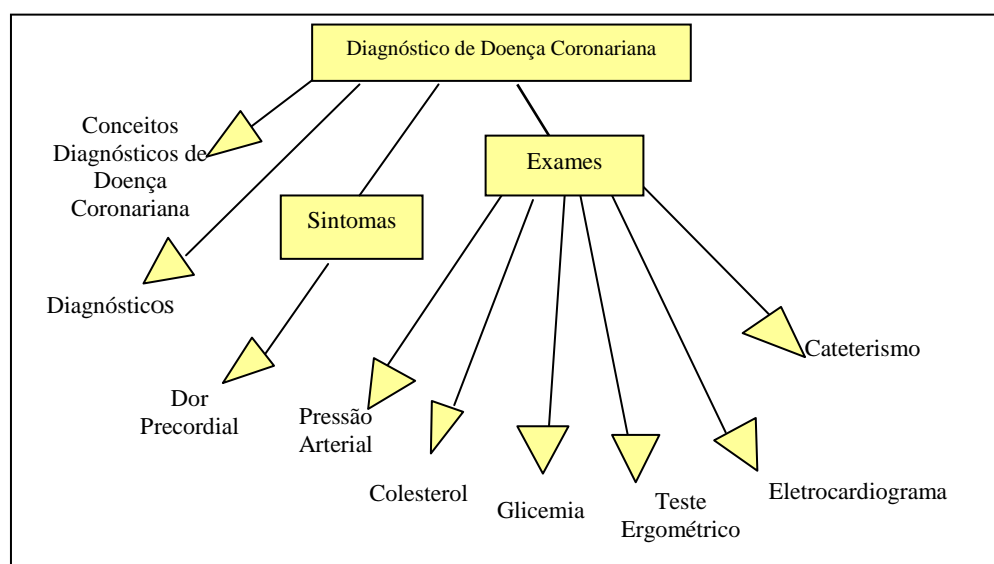 Diagnóstico de Doença Coronariana
Conceitos
Diagnósticos de
Doença
Coronariana
Exames
Sintomas
Diagnósticos
Cateterismo
Dor
Precordial
Pressão
Arterial
Colesterol
Glicemia
Teste
Ergométrico
Eletrocardiograma